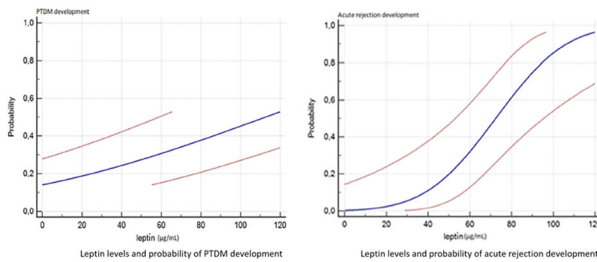 PTDM development
1,0
0,8
0,6
0,4
0,2
0,0
Probability
0 20 40 60 80 100 120
leptin (µg/mL)
Leptin levels and probability of PTDM development
Acute rejection development
1,0
0,8
0,6
0,4
0,2
0,0
Probability
0 20 40 60 80 100 120
leptin (µg/mL)
Leptin levels and probability of acute rejection development